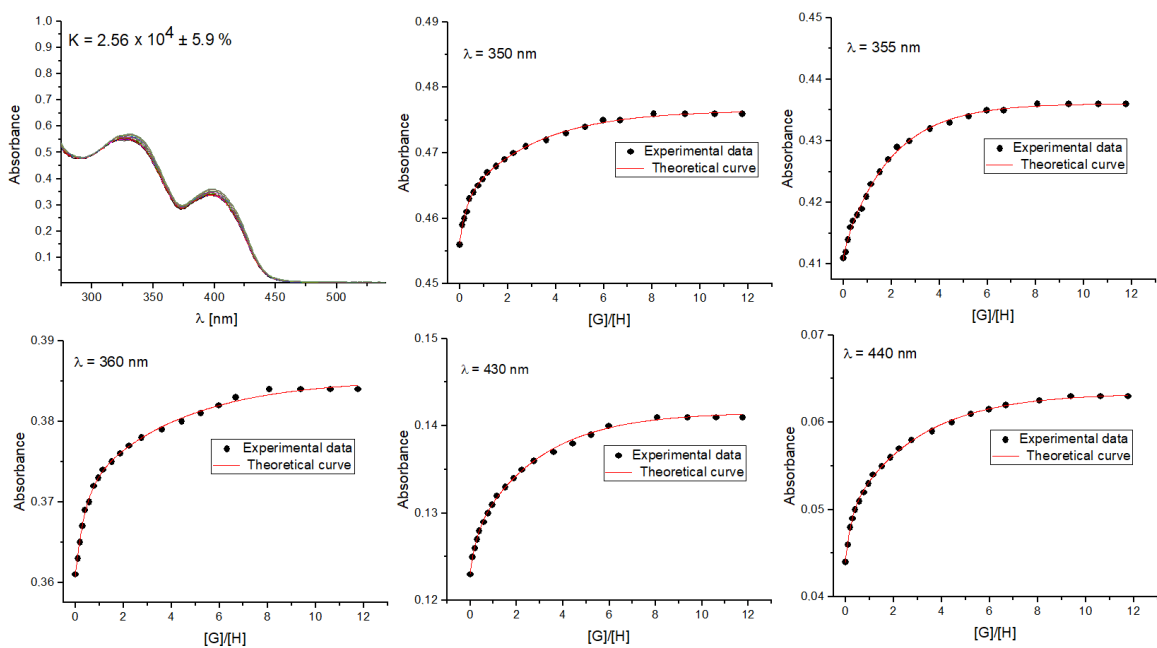 K = 2.56 x 10⁴ ± 5.9 %
1.0
0.9
0.8
0.7
0.6
0.5
0.4
0.3
0.2
0.1
Absorbance
300 350 400 450 500
λ [nm]
λ = 350 nm
0.49
0.48
0.47
0.46
0.45
Absorbance
Experimental data
Theoretical curve
0 2 4 6 8 10 12
[G]/[H]
λ = 355 nm
0.45
0.44
0.43
0.42
0.41
Absorbance
Experimental data
Theoretical curve
0 2 4 6 8 10 12
[G]/[H]
λ = 360 nm
0.39
0.38
0.37
0.36
Absorbance
Experimental data
Theoretical curve
0 2 4 6 8 10 12
[G]/[H]
λ = 430 nm
0.15
0.14
0.13
0.12
Absorbance
Experimental data
Theoretical curve
0 2 4 6 8 10 12
[G]/[H]
λ = 440 nm
0.07
0.06
0.05
0.04
Absorbance
Experimental data
Theoretical curve
0 2 4 6 8 10 12
[G]/[H]